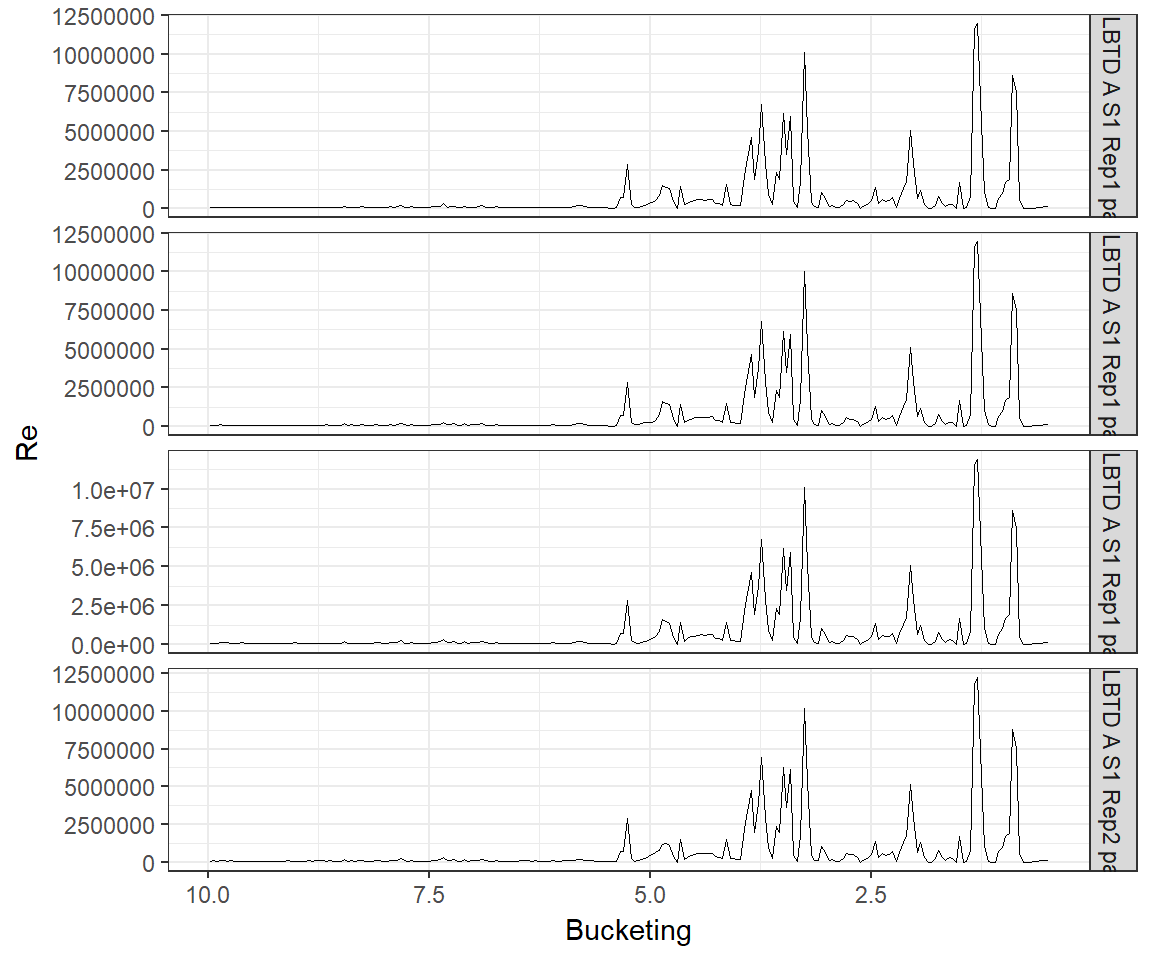 12500000
10000000
7500000
5000000
2500000
0
LBTD A S1 Rep1 pa
12500000
10000000
7500000
5000000
2500000
0
LBTD A S1 Rep1 pa
1.0e+07
7.5e+06
5.0e+06
2.5e+06
0.0e+00
LBTD A S1 Rep1 pa
12500000
10000000
7500000
5000000
2500000
0
LBTD A S1 Rep2 pa
Re
10.0 7.5 5.0 2.5
Bucketing